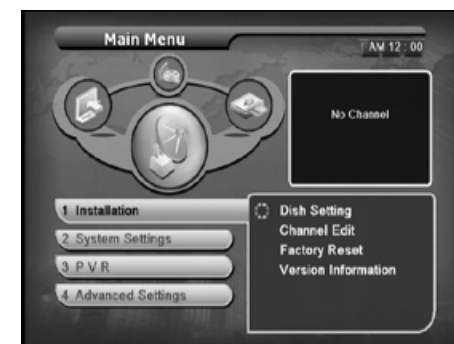 Main Menu
AM 12 : 00
No Channel
1 Installation
2 System Settings
3 P V R
4 Advanced Settings
Dish Setting
Channel Edit
Factory Reset
Version Information